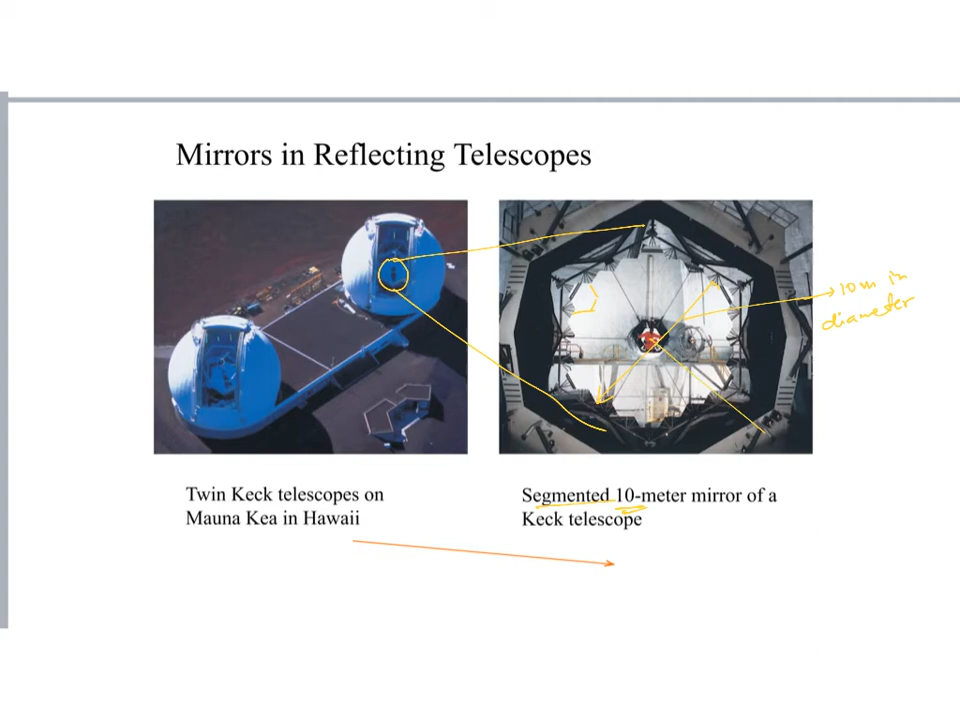 Mirrors in Reflecting Telescopes
10m in
diameter
Twin Keck telescopes on
Mauna Kea in Hawaii
Segmented 10-meter mirror of a
Keck telescope